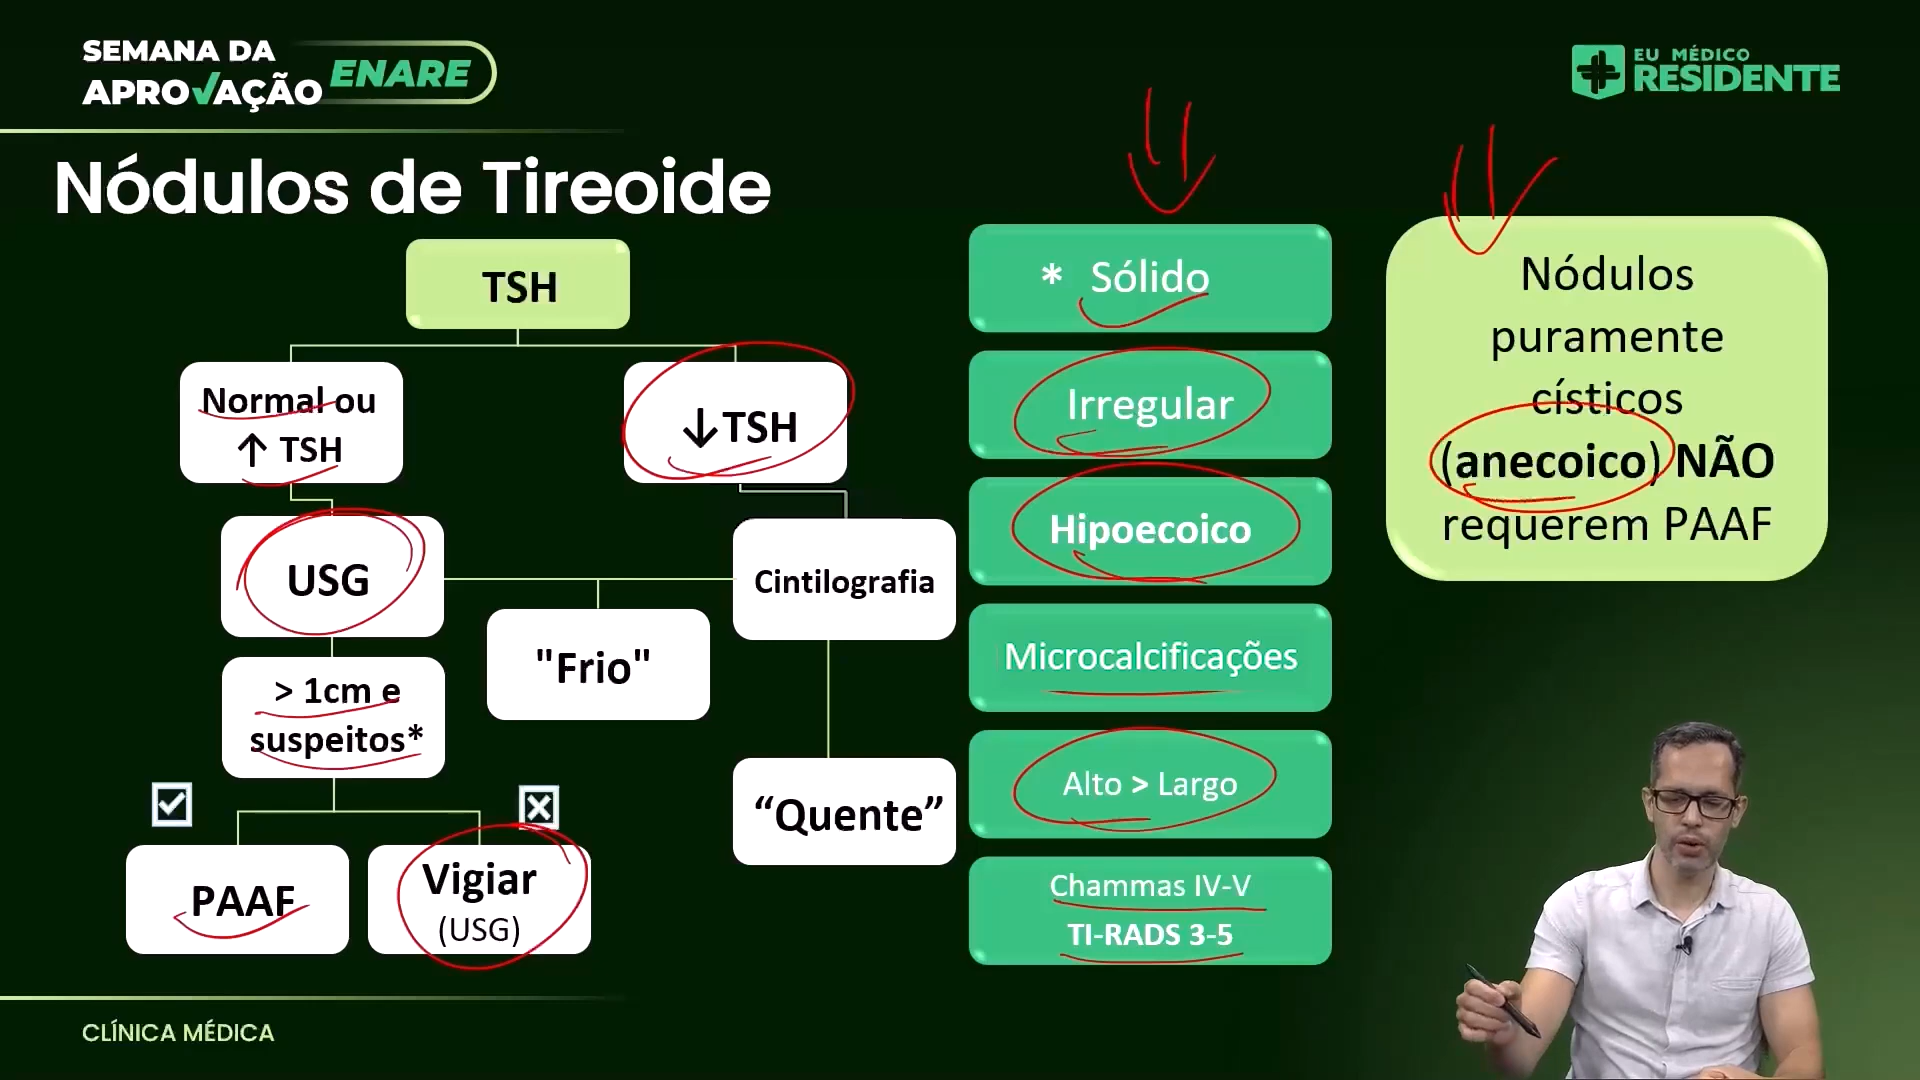 SEMANA DA
APROVAÇÃO ENARE
EU MÉDICO
RESIDENTE
Nódulos de Tireoide
TSH
Normal ou
↑ TSH
↓TSH
USG
Cintilografia
"Frio"
> 1cm e
suspeitos*
“Quente”
PAAF
Vigiar
(USG)
* Sólido
Irregular
Hipoecoico
Microcalcificações
Alto > Largo
Chammas IV-V
TI-RADS 3-5
Nódulos
puramente
císticos
(anecoico) NÃO
requerem PAAF
CLÍNICA MÉDICA